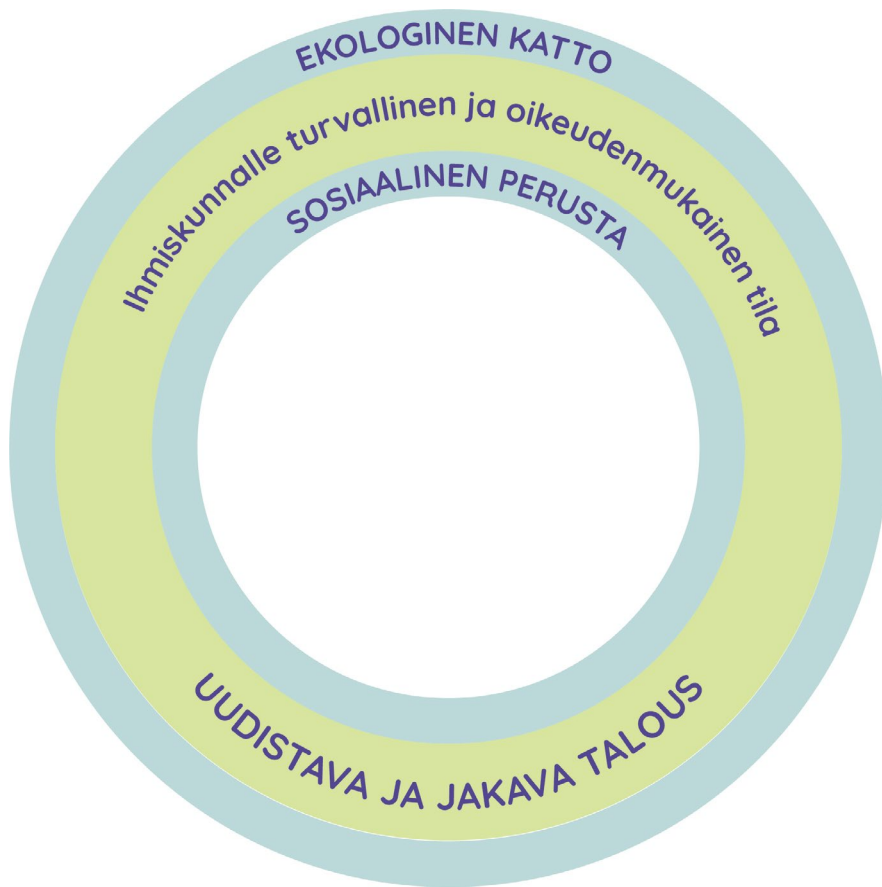 EKOLOGINEN KATTO
Ihmiskunnalle turvallinen ja oikeudenmukainen tila
SOSIAALINEN PERUSTA
UUDISTAVA JA JAKAVA TALOUS